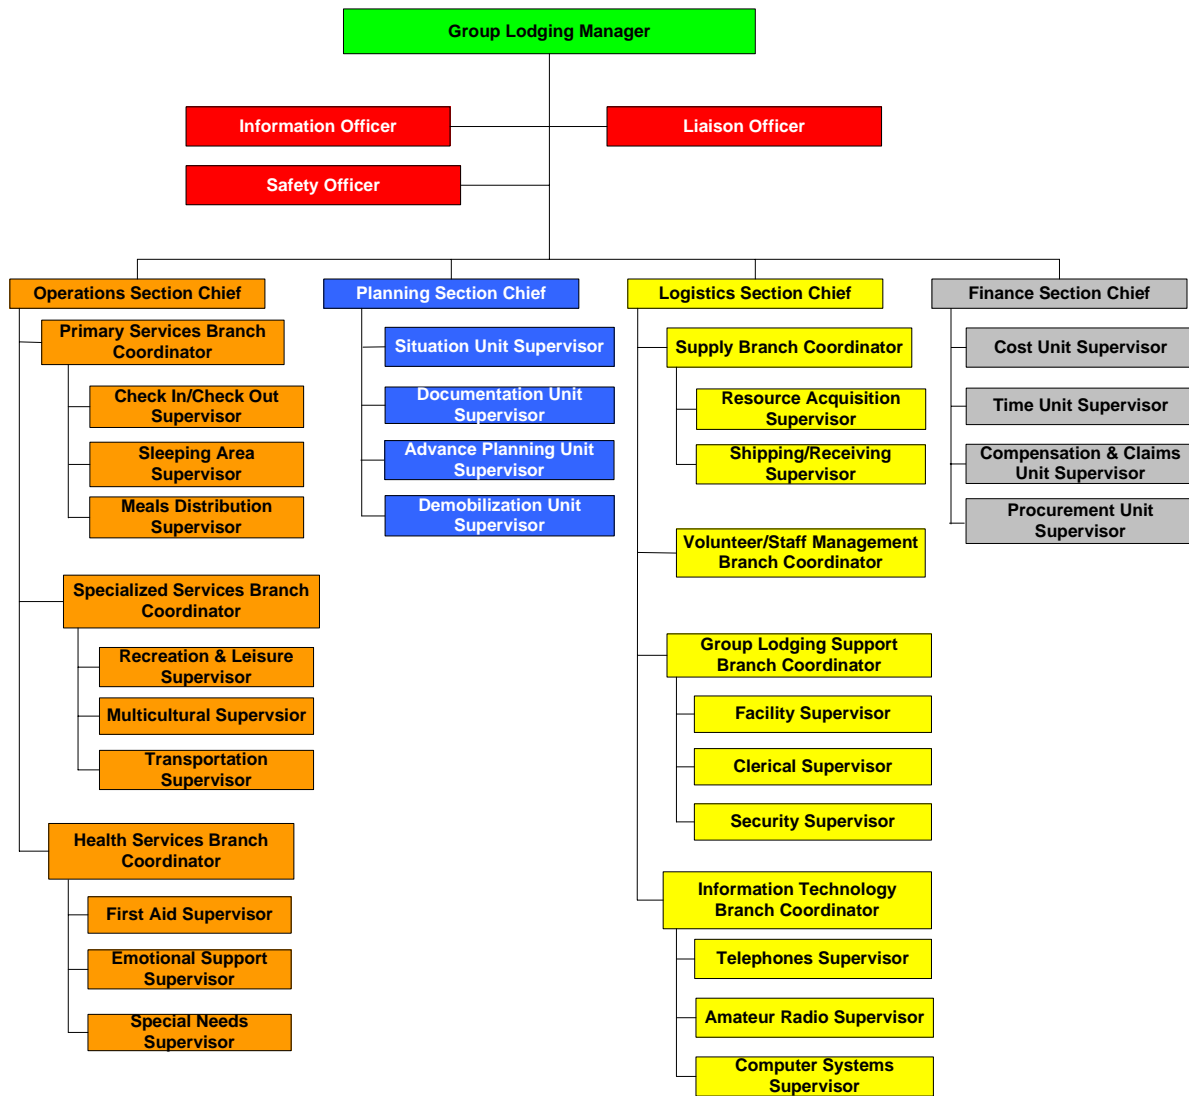 Group Lodging Manager
Information Officer
Liaison Officer
Safety Officer
Operations Section Chief
Primary Services Branch
Coordinator
Check In/Check Out
Supervisor
Sleeping Area
Supervisor
Meals Distribution
Supervisor
Specialized Services Branch
Coordinator
Recreation & Leisure
Supervisor
Multicultural Supervsior
Transportation
Supervisor
Health Services Branch
Coordinator
First Aid Supervisor
Emotional Support
Supervisor
Special Needs
Supervisor
Planning Section Chief
Situation Unit Supervisor
Documentation Unit
Supervisor
Advance Planning Unit
Supervisor
Demobilization Unit
Supervisor
Logistics Section Chief
Supply Branch Coordinator
Resource Acquisition
Supervisor
Shipping/Receiving
Supervisor
Volunteer/Staff Management
Branch Coordinator
Group Lodging Support
Branch Coordinator
Facility Supervisor
Clerical Supervisor
Security Supervisor
Information Technology
Branch Coordinator
Telephones Supervisor
Amateur Radio Supervisor
Computer Systems
Supervisor
Finance Section Chief
Cost Unit Supervisor
Time Unit Supervisor
Compensation & Claims
Unit Supervisor
Procurement Unit
Supervisor